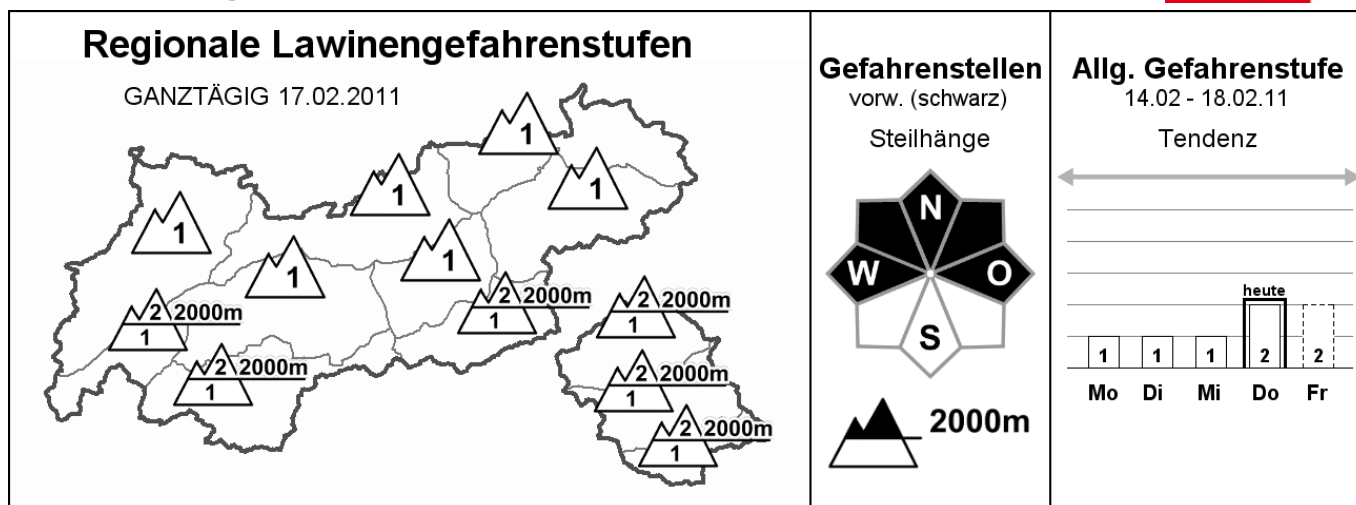 Regionale Lawinengefahrenstufen
GANZTÄGIG 17.02.2011
1
1
1
1
1
1
1
2 2000m
1
2 2000m
1
2 2000m
1
2 2000m
1
2 2000m
1
2 2000m
1
Gefahrenstellen
vorw. (schwarz)
Steilhänge
N
W O
S
2000m
Allg. Gefahrenstufe
14.02 - 18.02.11
Tendenz
heute
1 1 1 2 2
Mo Di Mi Do Fr